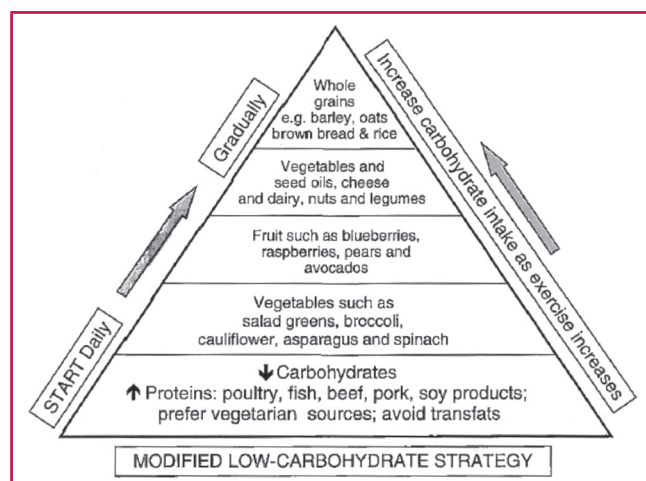 Whole
grains
e.g. barley, oats
brown bread & rice
Vegetables and
seed oils, cheese
and dairy, nuts and legumes
Fruit such as blueberries,
raspberries, pears and
avocados
Vegetables such as
salad greens, broccoli,
cauliflower, asparagus and spinach
↓ Carbohydrates
↑ Proteins: poultry, fish, beef, pork, soy products;
prefer vegetarian sources; avoid transfats
START Daily
Gradually
Increase carbohydrate intake as exercise increases
MODIFIED LOW-CARBOHYDRATE STRATEGY